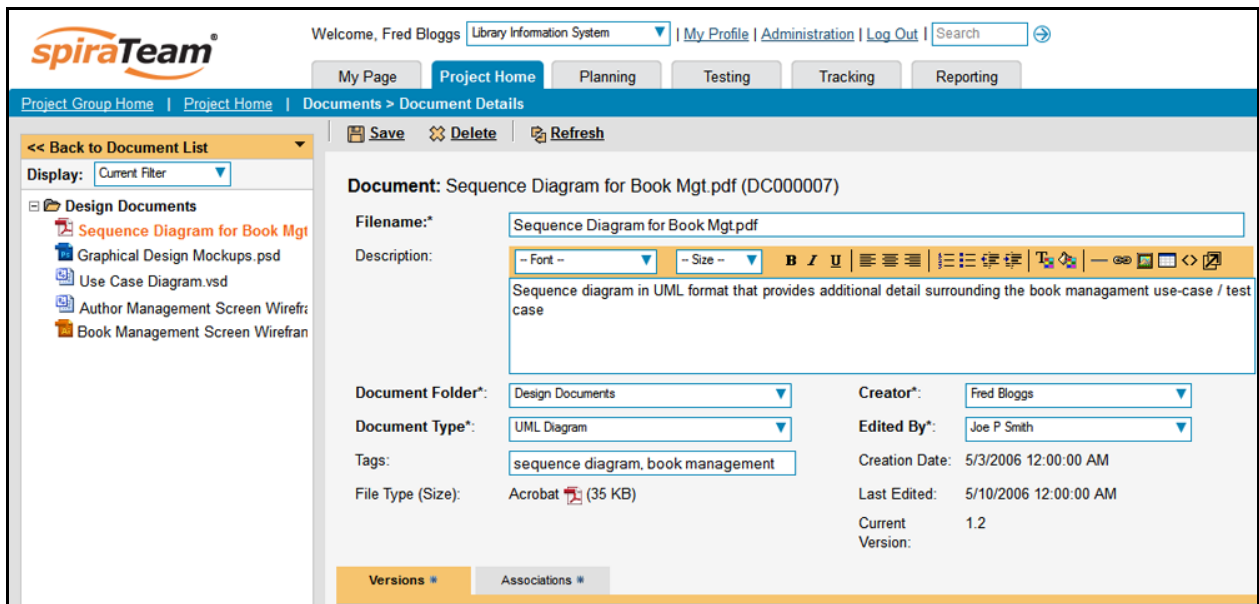 spiraTeam®
Welcome, Fred Bloggs Library Information System | My Profile | Administration | Log Out | Search
My Page Project Home Planning Testing Tracking Reporting
Project Group Home | Project Home | Documents > Document Details
Save Delete Refresh
<< Back to Document List
Display: Current Filter
Design Documents
Sequence Diagram for Book Mgt
Graphical Design Mockups.psd
Use Case Diagram.vsd
Author Management Screen Wirefra
Book Management Screen Wirefran
Document: Sequence Diagram for Book Mgt.pdf (DC000007)
Filename:* Sequence Diagram for Book Mgt.pdf
Description: -- Font -- -- Size -- B I U
Sequence diagram in UML format that provides additional detail surrounding the book managament use-case / test
case
Document Folder*: Design Documents Creator*: Fred Bloggs
Document Type*: UML Diagram Edited By*: Joe P Smith
Tags: sequence diagram, book management Creation Date: 5/3/2006 12:00:00 AM
File Type (Size): Acrobat (35 KB) Last Edited: 5/10/2006 12:00:00 AM
Current 1.2
Version:
Versions Associations